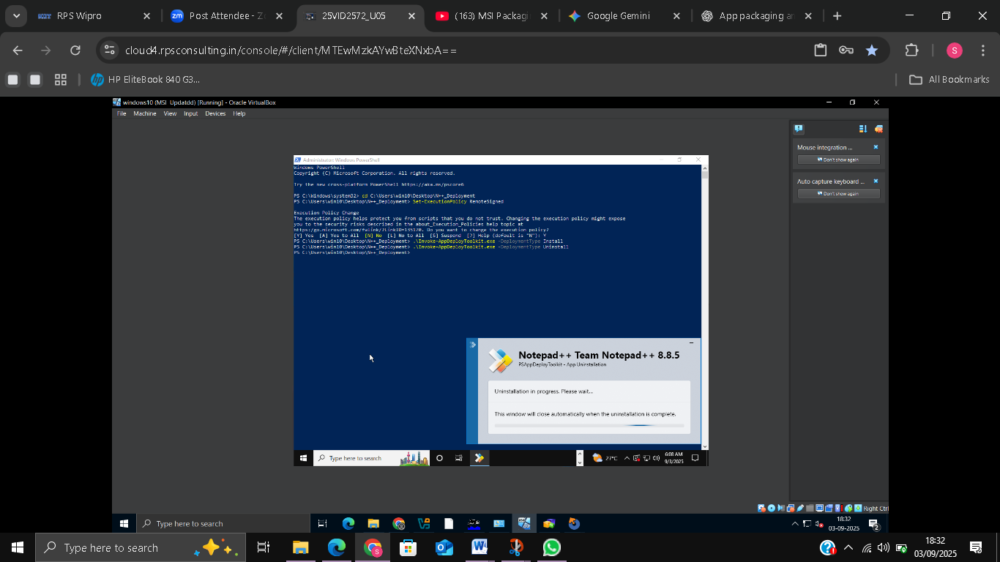 RPS Wipro
Post Attendee - Z
25VID2572_U05
(163) MSI Packagi
Google Gemini
App packaging a
cloud4.rpsconsulting.in/console/#/client/MTEwMzkAYwBteXNxbA==
S
HP EliteBook 840 G3...
All Bookmarks
windows10 (MSI Updatdd) [Running] - Oracle VirtualBox
File Machine View Input Devices Help
Mouse integration ...
Don't show again
Auto capture keyboard ...
Don't show again
Administrator: Windows PowerShell
Windows PowerShell
Copyright (C) Microsoft Corporation. All rights reserved.
Try the new cross-platform PowerShell https://aka.ms/pscore6
PS C:\Windows\system32> cd C:\Users\win10\Desktop\N++_Deployment
PS C:\Users\win10\Desktop\N++_Deployment> Set-ExecutionPolicy RemoteSigned
Execution Policy Change
The execution policy helps protect you from scripts that you do not trust. Changing the execution policy might expose
you to the security risks described in the about_Execution_Policies help topic at
https:/go.microsoft.com/fwlink/?LinkID=135170. Do you want to change the execution policy?
[Y] Yes [A] Yes to All [N] No [L] No to All [S] Suspend [?] Help (default is "N"): Y
PS C:\Users\win10\Desktop\N++_Deployment> .\Invoke-AppDeployToolkit.exe -DeploymentType Install
PS C:\Users\win10\Desktop\N++_Deployment> .\Invoke-AppDeployToolkit.exe -DeploymentType Uninstall
PS C:\Users\win10\Desktop\N++_Deployment>
Notepad++ Team Notepad++ 8.8.5
PSAppDeployToolkit - App Uninstallation
Uninstallation in progress. Please wait...
This window will close automatically when the uninstallation is complete.
Type here to search
27°C
6:08 AM
9/3/2025
Right Ctrl
Type here to search
18:32
03-09-2025
2
Type here to search
18:32
03/09/2025